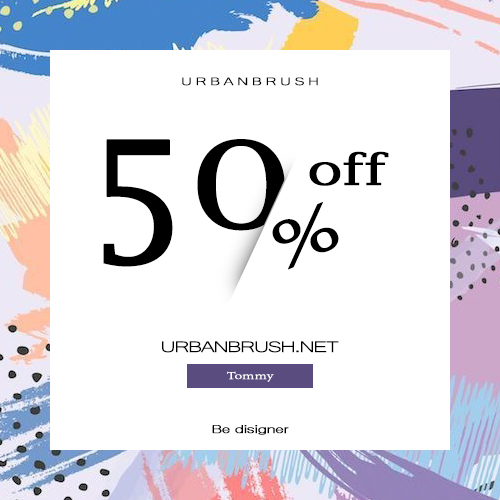 URBANBRUSH
50% off
URBANBRUSH.NET
Tommy
Be disigner